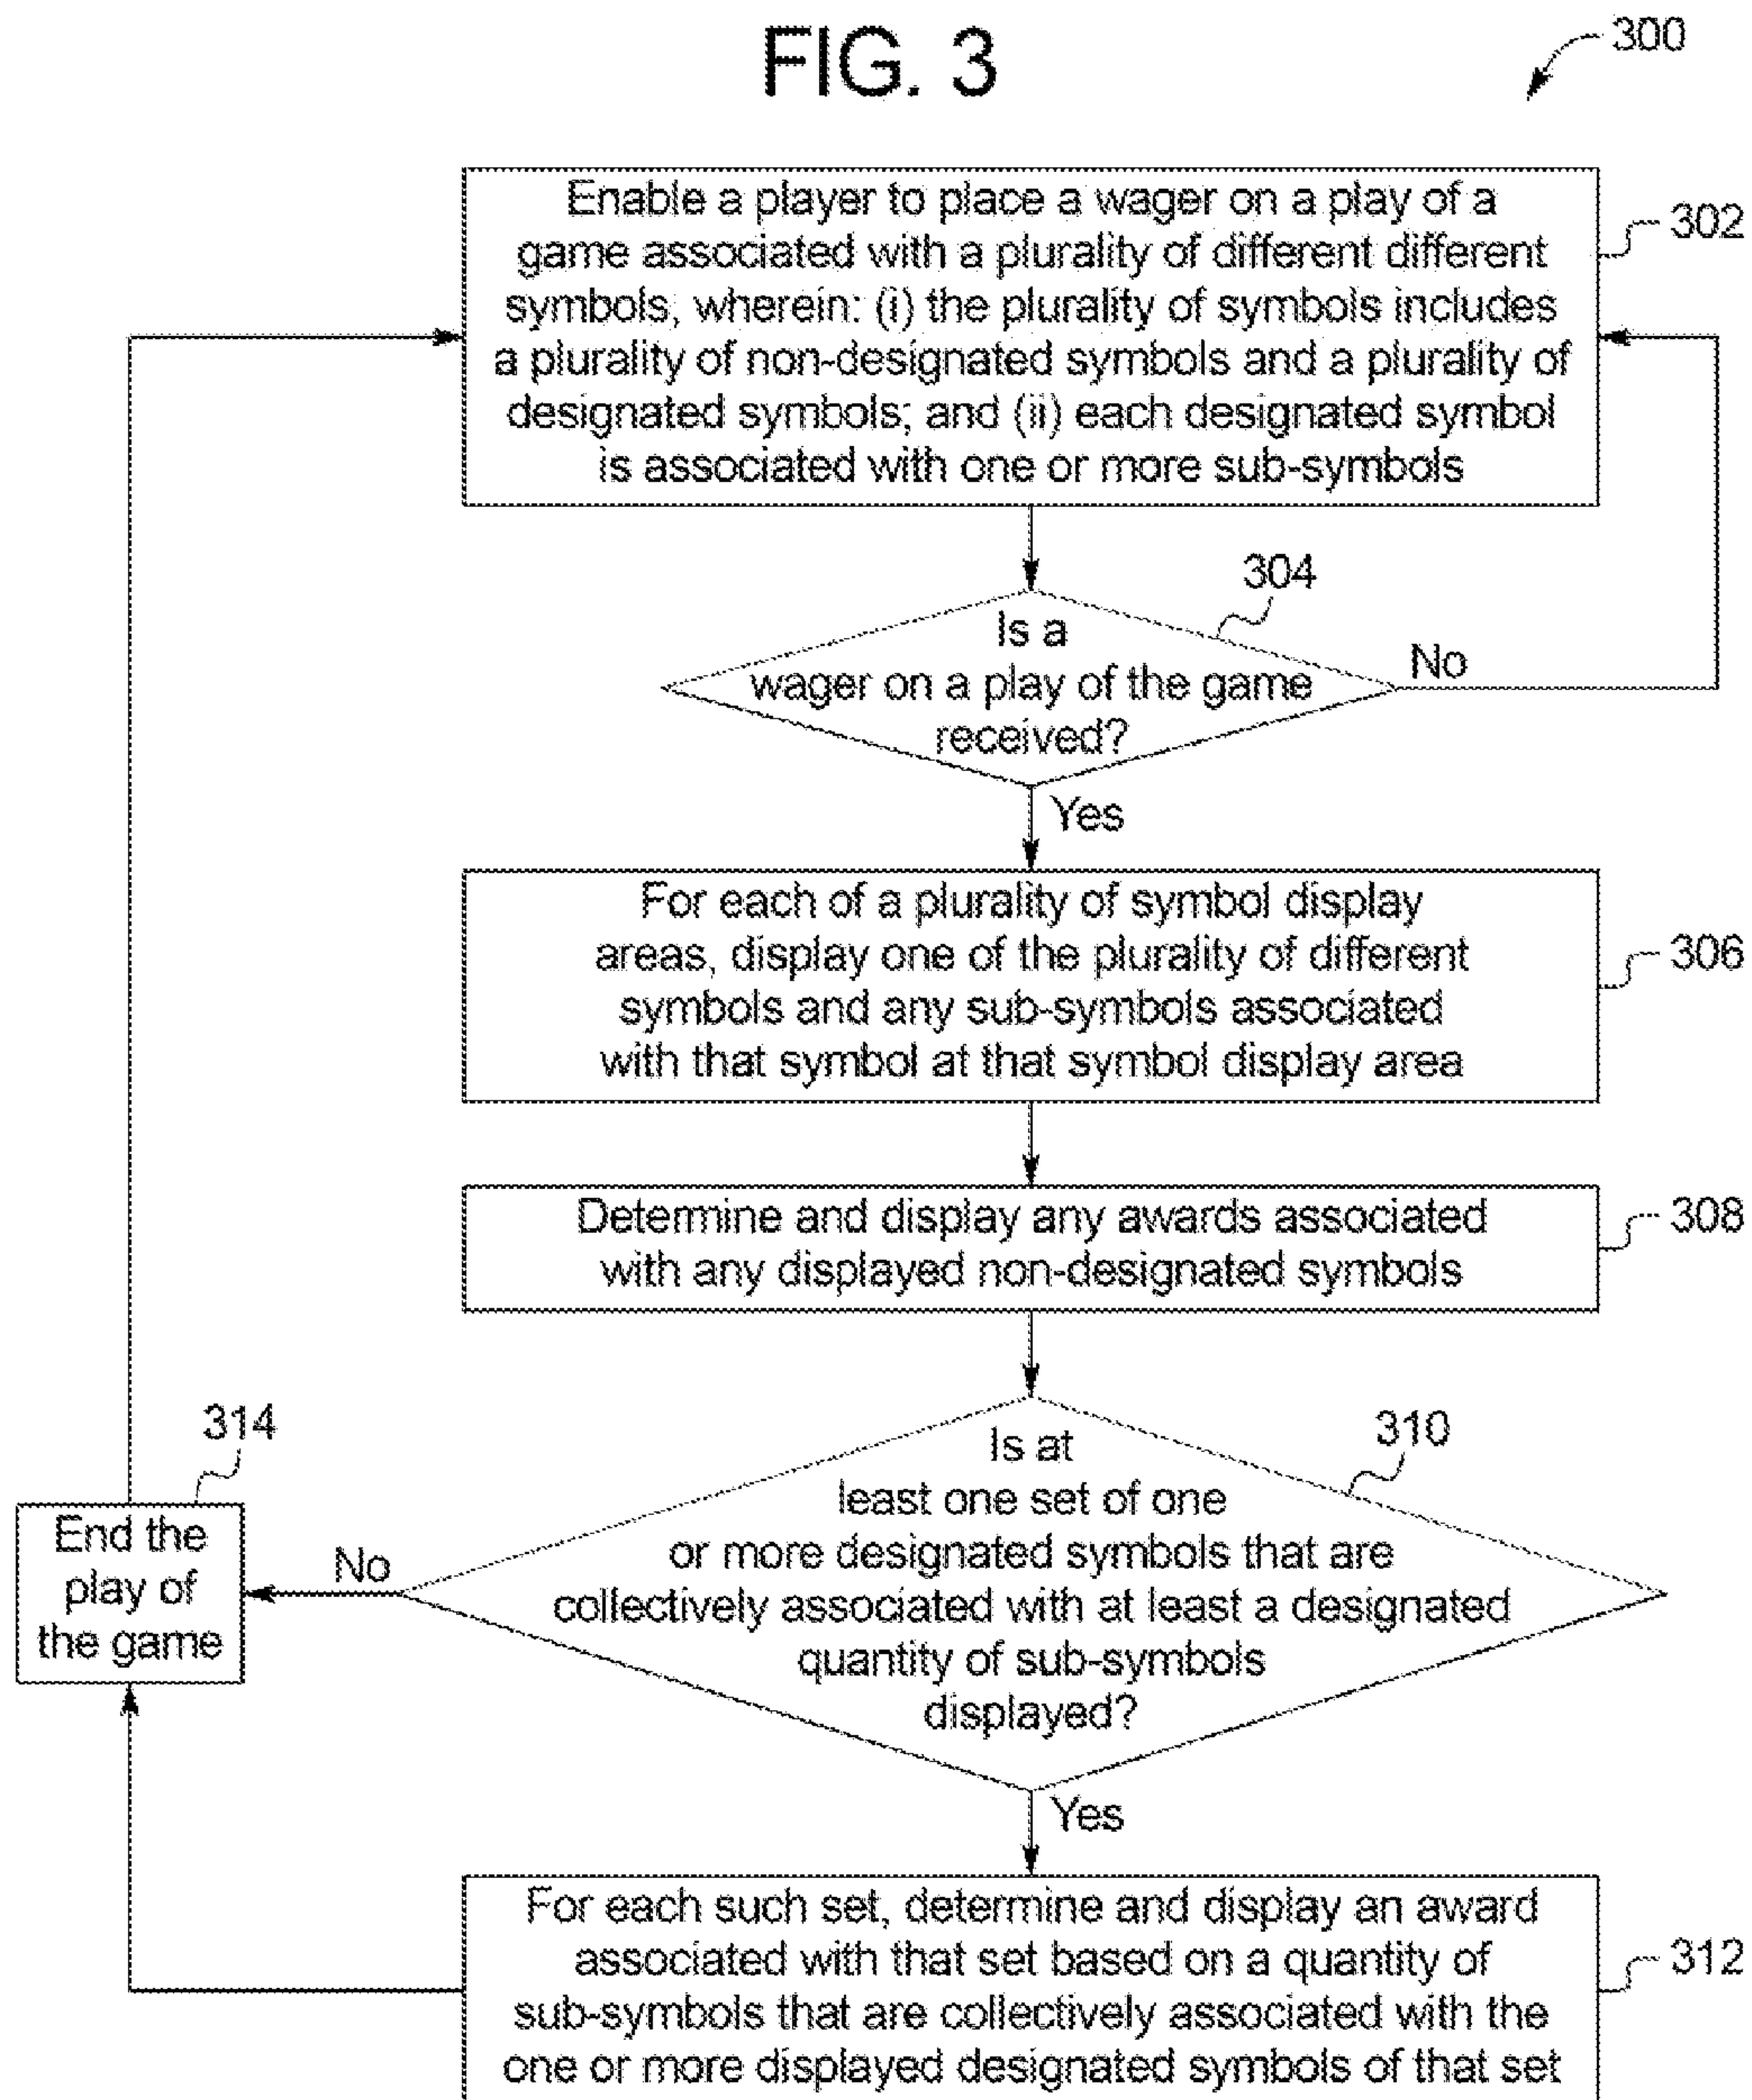 FIG. 3
300
Enable a player to place a wager on a play of a
game associated with a plurality of different different
symbols, wherein: (i) the plurality of symbols includes
a plurality of non-designated symbols and a plurality of
designated symbols; and (ii) each designated symbol
is associated with one or more sub-symbols
302
304
Is a
wager on a play of the game
received?
No
Yes
For each of a plurality of symbol display
areas, display one of the plurality of different
symbols and any sub-symbols associated
with that symbol at that symbol display area
306
Determine and display any awards associated
with any displayed non-designated symbols
308
310
Is at
least one set of one
or more designated symbols that are
collectively associated with at least a designated
quantity of sub-symbols
displayed?
No
314
End the
play of
the game
Yes
For each such set, determine and display an award
associated with that set based on a quantity of
sub-symbols that are collectively associated with the
one or more displayed designated symbols of that set
312